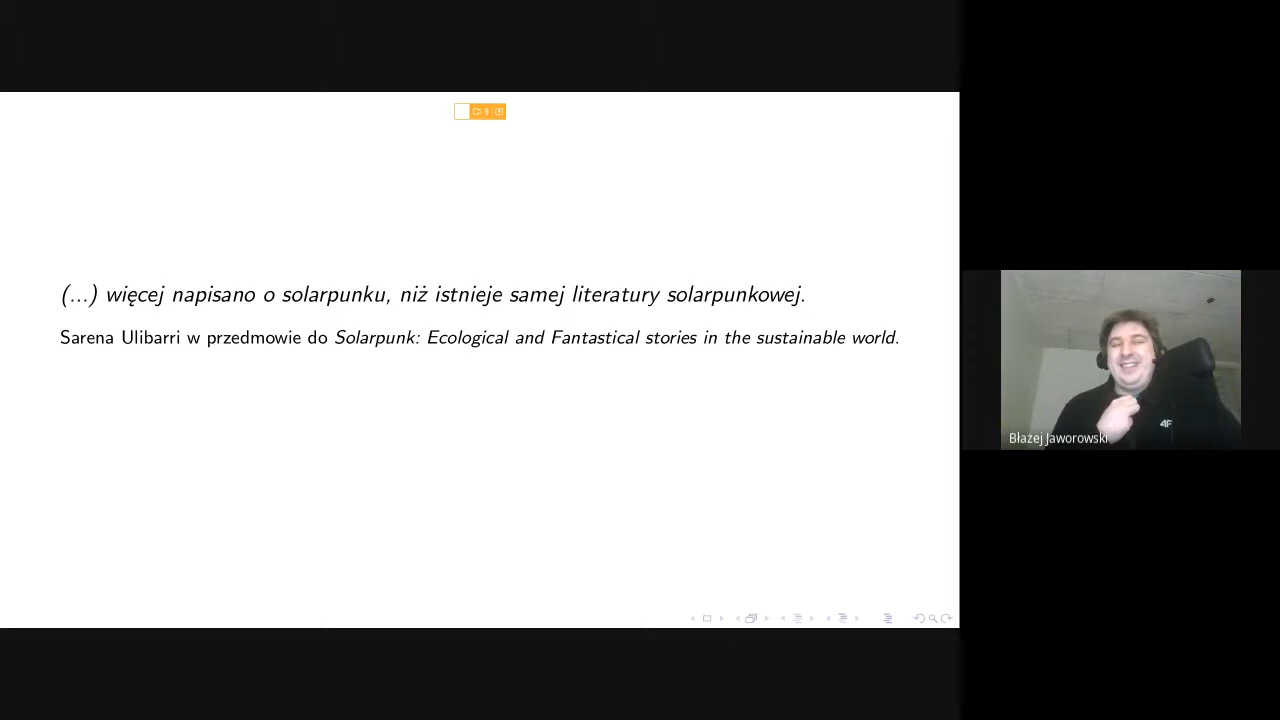 (...) więcej napisano o solarpunku, niż istnieje samej literatury solarpunkowej.
Sarena Ulibarri w przedmowie do Solarpunk: Ecological and Fantastical stories in the sustainable world.
4F
Błażej Jaworowski